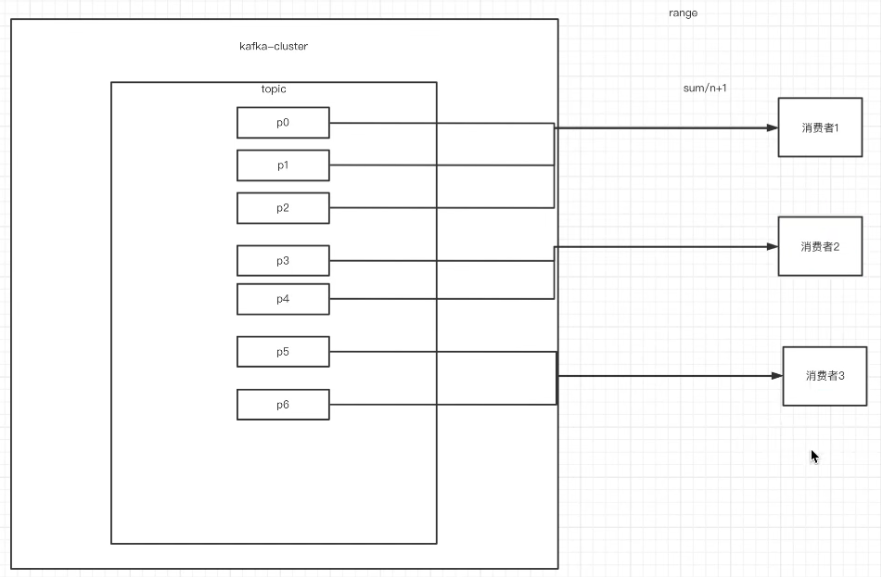 range
kafka-cluster
topic
sum/n+1
p0
消费者1
p1
p2
消费者2
p3
p4
p5
消费者3
p6